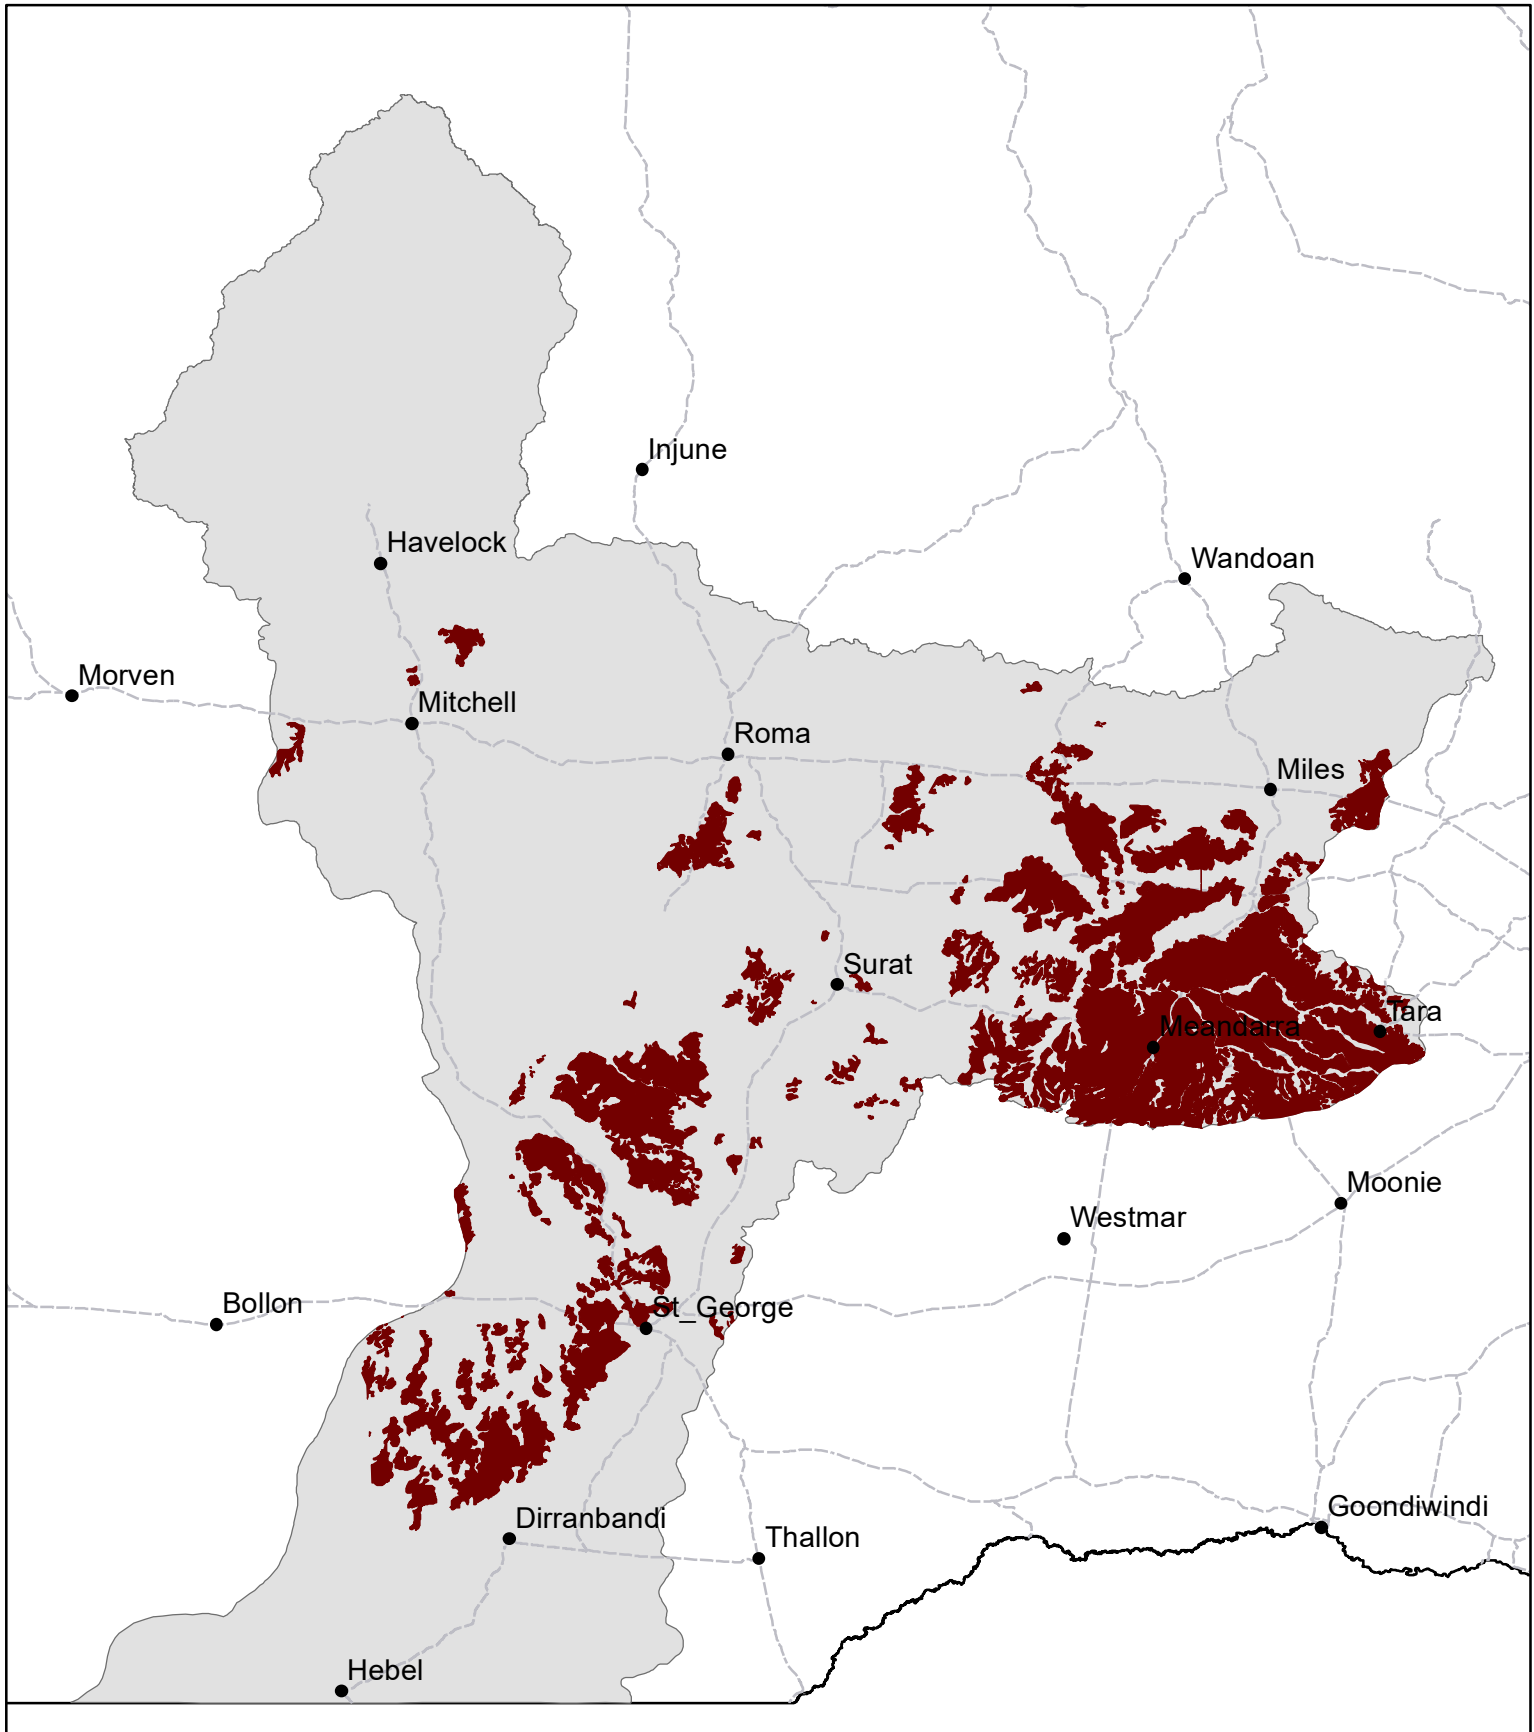 Injune
Havelock
Wandoan
Morven
Mitchell
Roma
Miles
Surat
Tara
Meandarra
Moonie
Westmar
Bollon
St_George
Goondiwindi
Dirranbandi
Thallon
Hebel